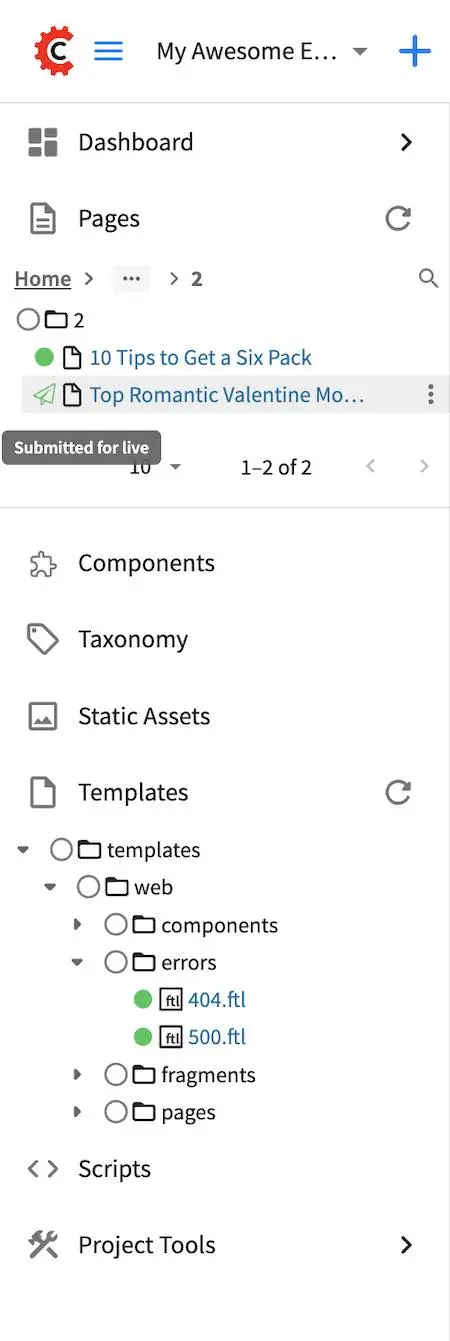 C My Awesome E...
Dashboard
Pages
Home ... 2
2
10 Tips to Get a Six Pack
Top Romantic Valentine Mo...
Submitted for live
10 1–2 of 2
Components
Taxonomy
Static Assets
Templates
templates
web
components
errors
ftl 404.ftl
ftl 500.ftl
fragments
pages
Scripts
Project Tools